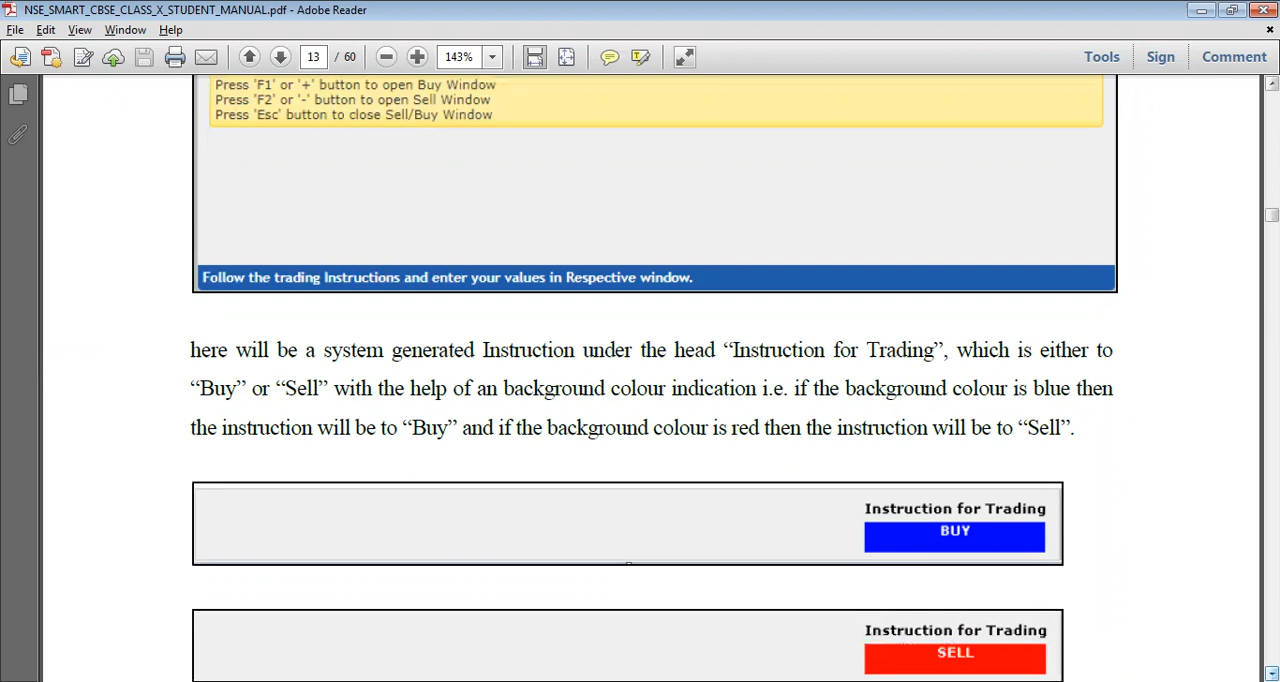 NSE_SMART_CBSE_CLASS_X_STUDENT_MANUAL.pdf - Adobe Reader
File Edit View Window Help
13 / 60 143% Tools Sign Comment
Press 'F1' or '+' button to open Buy Window
Press 'F2' or '-' button to open Sell Window
Press 'Esc' button to close Sell/Buy Window
Follow the trading Instructions and enter your values in Respective window.
here will be a system generated Instruction under the head “Instruction for Trading”, which is either to
“Buy” or “Sell” with the help of an background colour indication i.e. if the background colour is blue then
the instruction will be to “Buy” and if the background colour is red then the instruction will be to “Sell”.
Instruction for Trading
BUY
Instruction for Trading
SELL